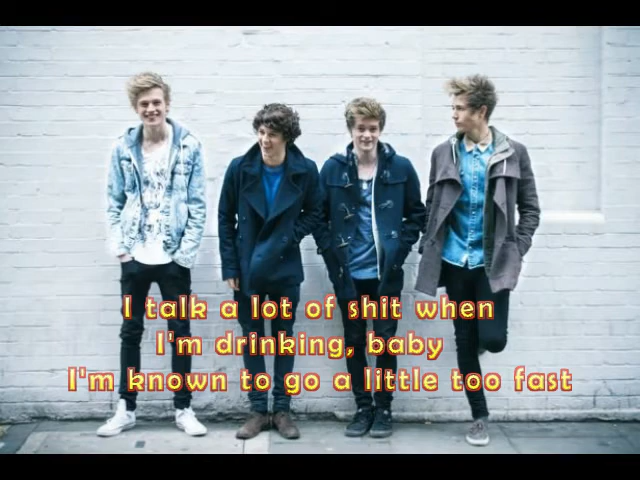 I talk a lot of shit when
I'm drinking, baby
I'm known to go a little too fast